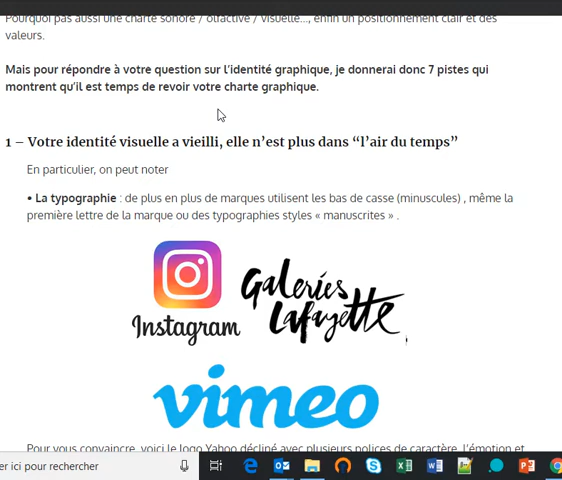 Pourquoi pas aussi une charte sonore / olfactive / visuelle..., enfin un positionnement clair et des
valeurs.
Mais pour répondre à votre question sur l'identité graphique, je donnerai donc 7 pistes qui
montrent qu'il est temps de revoir votre charte graphique.
1 – Votre identité visuelle a vieilli, elle n'est plus dans “l'air du temps”
En particulier, on peut noter
• La typographie : de plus en plus de marques utilisent les bas de casse (minuscules) , même la
première lettre de la marque ou des typographies styles « manuscrites » .
Instagram
Galeries
Lafayette
vimeo
Pour vous convaincre, voici le logo Yahoo décliné avec plusieurs polices de caractère, l'émotion et
er ici pour rechercher